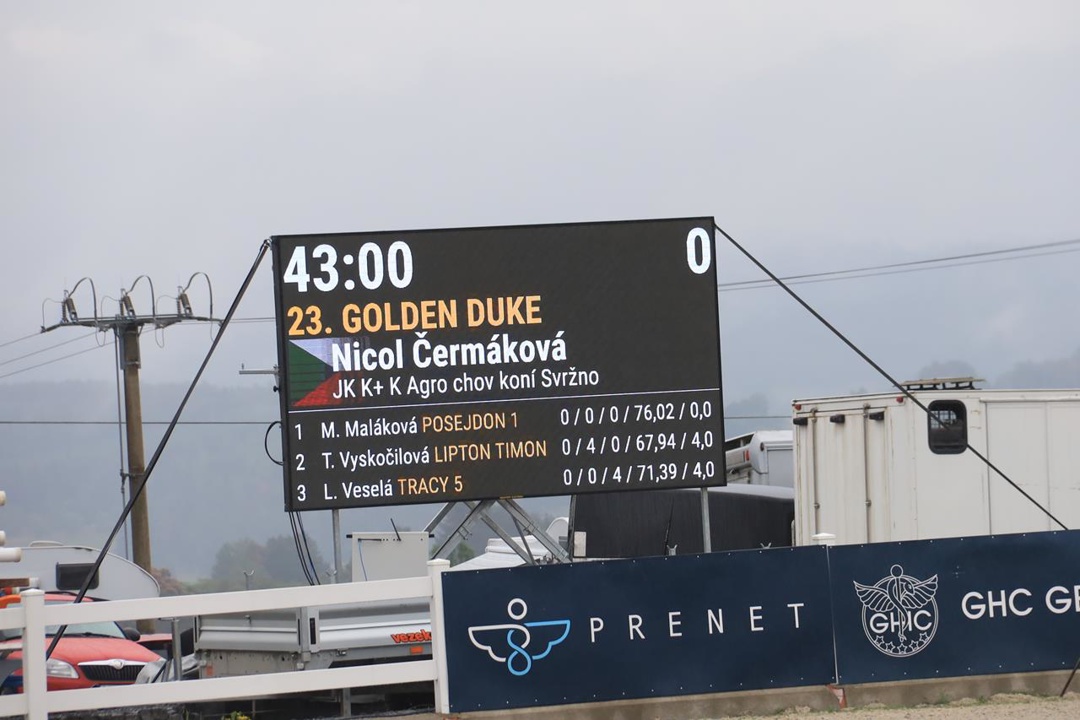 43:00 0
23. GOLDEN DUKE
Nicol Čermáková
JK K+ K Agro chov koní Svržno
1 M. Maláková POSEJDON 1 0/0/0/76,02/0,0
2 T. Vyskočilová LIPTON TIMON 0/4/0/67,94/4,0
3 L. Veselá TRACY 5 0/0/4/71,39/4,0
PRENET
GHC
GHC GE
vezeko